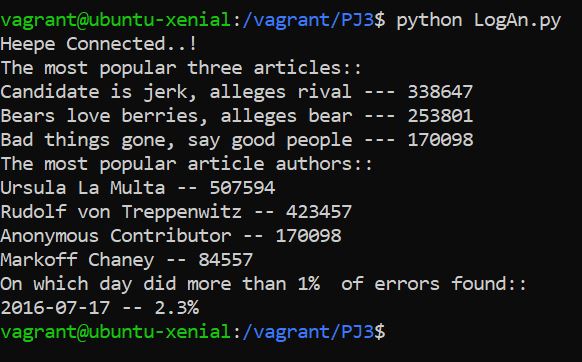 vagrant@ubuntu-xenial:/vagrant/PJ3$ python LogAn.py
Heepe Connected..!
The most popular three articles::
Candidate is jerk, alleges rival --- 338647
Bears love berries, alleges bear --- 253801
Bad things gone, say good people --- 170098
The most popular article authors::
Ursula La Multa -- 507594
Rudolf von Treppenwitz -- 423457
Anonymous Contributor -- 170098
Markoff Chaney -- 84557
On which day did more than 1%  of errors found::
2016-07-17 -- 2.3%
vagrant@ubuntu-xenial:/vagrant/PJ3$